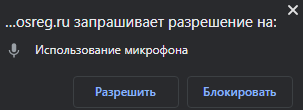 ...osreg.ru запрашивает разрешение на:
Использование микрофона
Разрешить Блокировать